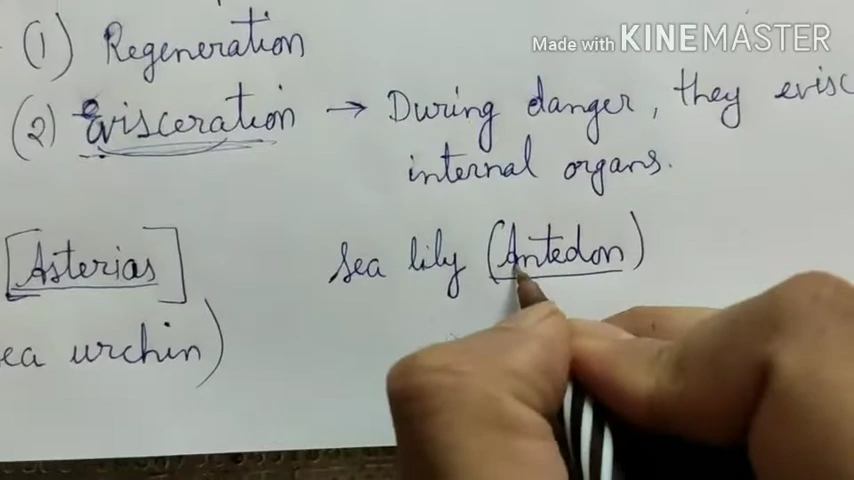 (1) Regeneration
Made with KINEMASTER
(2) Evisceration → During danger, they
internal organs.
[Asterias] sea lily (Antedon)
urchin)